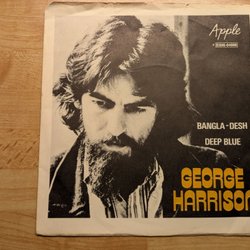 Apple
BANGLA-DESH
DEEP BLUE
GEORGE
HARRISON